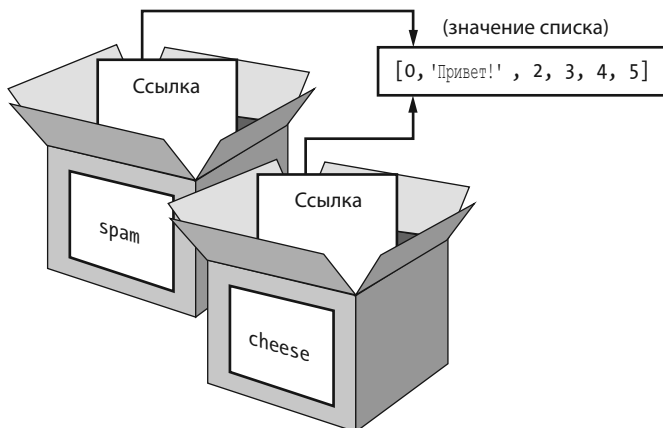 (значение списка)
[0, 'Привет!', 2, 3, 4, 5]
Ссылка
spam
Ссылка
cheese